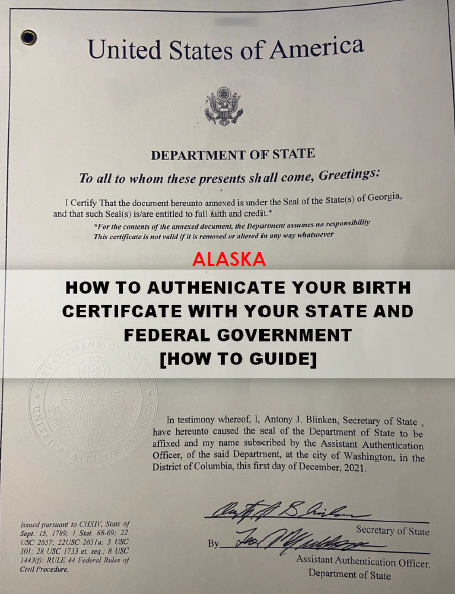 United States of America
DEPARTMENT OF STATE
To all to whom these presents shall come, Greetings:
I Certify That the document hereunto annexed is under the Seal of the State(s) of Georgia,
and that such Seal(s) is/are entitled to full faith and credit.*
*For the contents of the annexed document, the Department assumes no responsibility
This certificate is not valid if it is removed or altered in any way whatsoever
ALASKA
HOW TO AUTHENICATE YOUR BIRTH
CERTIFCATE WITH YOUR STATE AND
FEDERAL GOVERNMENT
[HOW TO GUIDE]
In testimony whereof, I, Antony J. Blinken, Secretary of State ,
have hereunto caused the seal of the Department of State to be
affixed and my name subscribed by the Assistant Authentication
Officer, of the said Department, at the city of Washington, in the
District of Columbia, this first day of December, 2021.
Secretary of State
By
Assistant Authentication Officer,
Department of State
Issued pursuant to CHXIV, State of
Sept. 15, 1789, 1 Stat. 68-69; 22
USC 2657; 22USC 2651a; 5 USC
301; 28 USC 1733 et. seq.; 8 USC
1443(f); RULE 44 Federal Rules of
Civil Procedure.